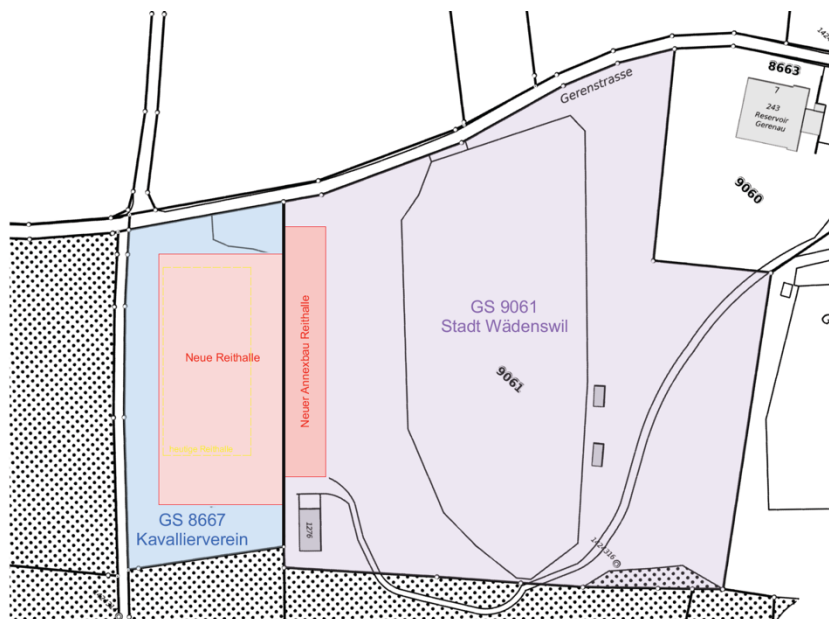 Gerenstrasse
8663
7
243
Reservoir
Gerenau
9060
GS 9061
Stadt Wädenswil
Neue Reithalle
Neuer Annexbau Reithalle
9061
GS 8667
Kavallierverein
1276
1424316